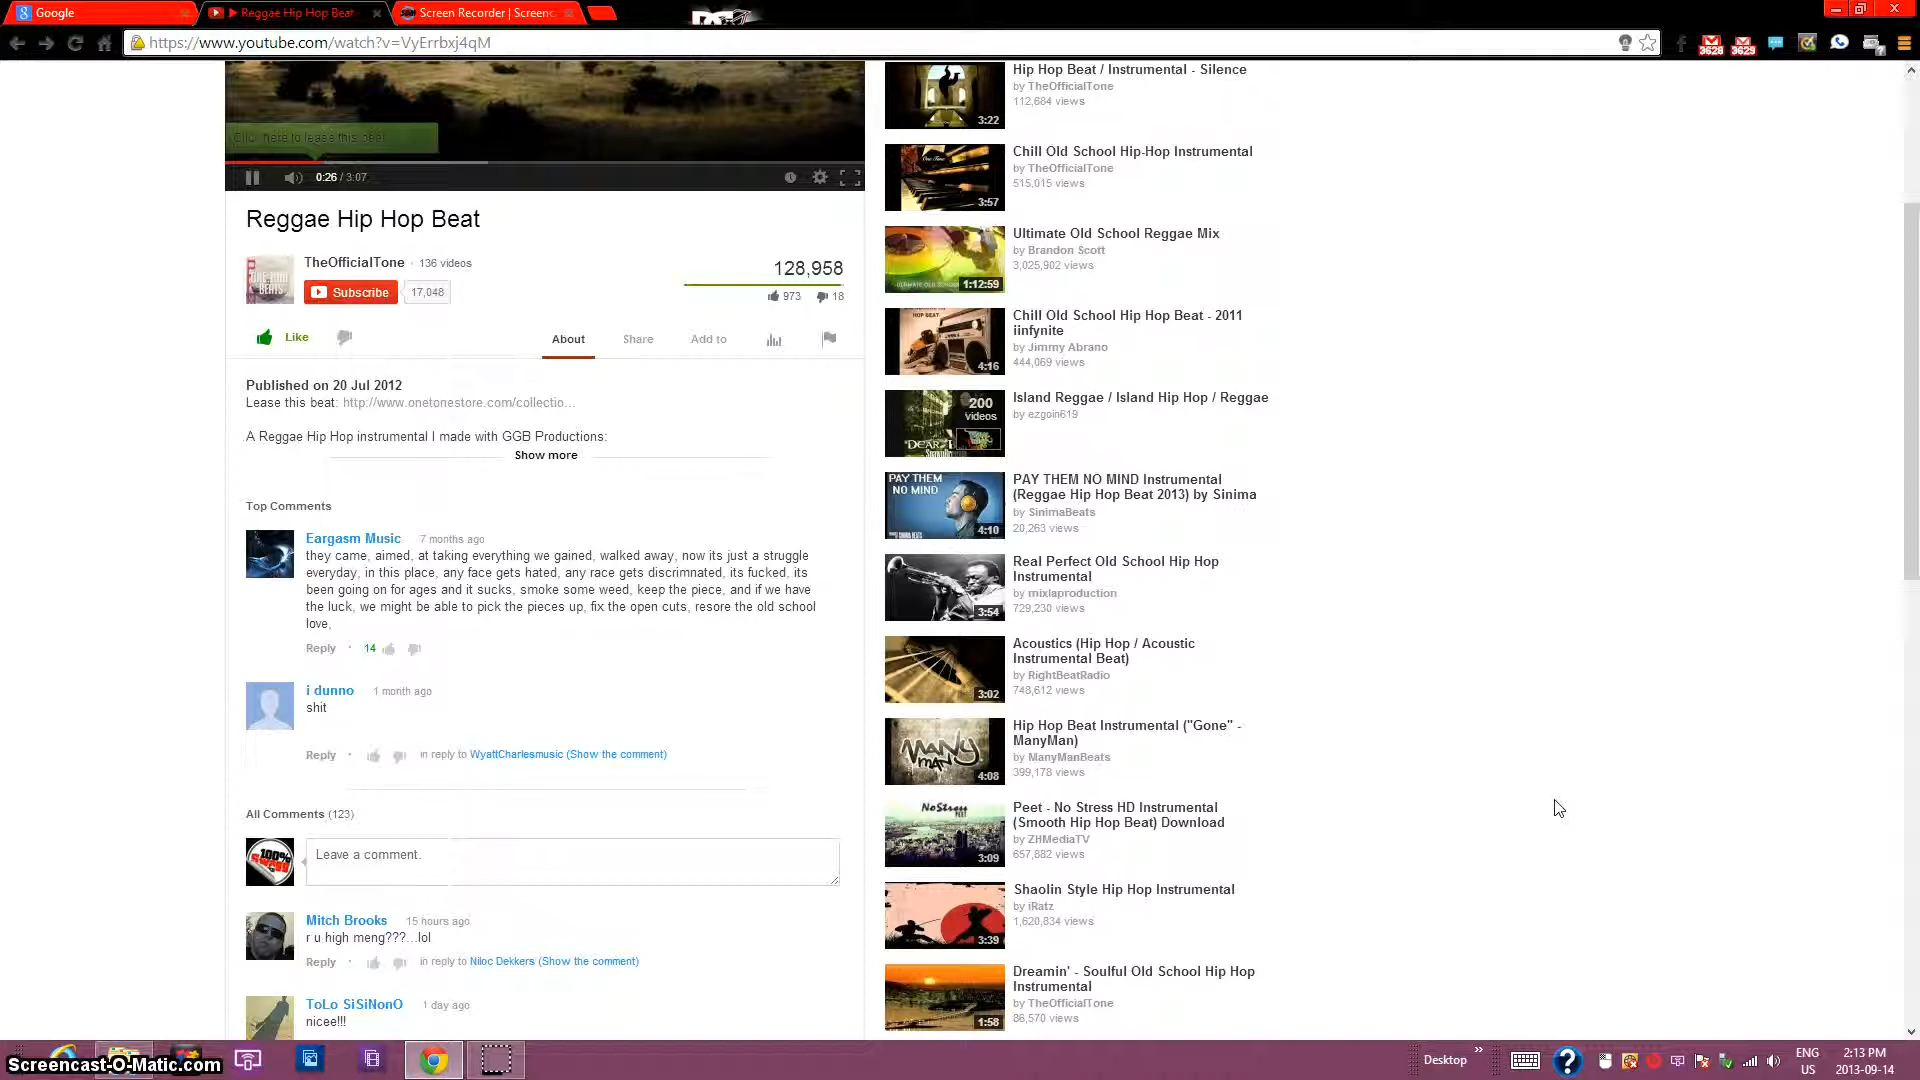 Google
Reggae Hip Hop Beat
Screen Recorder | Screenc
https://www.youtube.com/watch?v=VyErrbxj4qM
3628
3629
Click here to lease this beat
0:26 / 3:07
Reggae Hip Hop Beat
TheOfficialTone · 136 videos
Subscribe 17,048
128,958
973 18
Like
About Share Add to
Published on 20 Jul 2012
Lease this beat: http://www.onetonestore.com/collectio...
A Reggae Hip Hop instrumental I made with GGB Productions:
Show more
Top Comments
Eargasm Music 7 months ago
they came, aimed, at taking everything we gained, walked away, now its just a struggle
everyday, in this place, any face gets hated, any race gets discrimnated, its fucked, its
been going on for ages and it sucks, smoke some weed, keep the piece, and if we have
the luck, we might be able to pick the pieces up, fix the open cuts, resore the old school
love,
Reply · 14
i dunno 1 month ago
shit
Reply · in reply to WyattCharlesmusic (Show the comment)
All Comments (123)
100% SWAGG
Leave a comment.
Mitch Brooks 15 hours ago
r u high meng???...lol
Reply · in reply to Niloc Dekkers (Show the comment)
ToLo SiSiNonO 1 day ago
nicee!!!
Hip Hop Beat / Instrumental - Silence
by TheOfficialTone
112,684 views
3:22
Chill Old School Hip-Hop Instrumental
by TheOfficialTone
515,015 views
3:57
Ultimate Old School Reggae Mix
by Brandon Scott
3,025,902 views
1:12:59
Chill Old School Hip Hop Beat - 2011
iinfynite
by Jimmy Abrano
444,069 views
4:16
Island Reggae / Island Hip Hop / Reggae
by ezgoin619
200
videos
PAY THEM NO MIND Instrumental
(Reggae Hip Hop Beat 2013) by Sinima
by SinimaBeats
20,263 views
PAY THEM
NO MIND
4:10
Real Perfect Old School Hip Hop
Instrumental
by mixlaproduction
729,230 views
3:54
Acoustics (Hip Hop / Acoustic
Instrumental Beat)
by RightBeatRadio
748,612 views
3:02
Hip Hop Beat Instrumental ("Gone" -
ManyMan)
by ManyManBeats
399,178 views
MANY
MAN
4:08
Peet - No Stress HD Instrumental
(Smooth Hip Hop Beat) Download
by ZHMediaTV
657,882 views
NoStress
PEET
3:09
Shaolin Style Hip Hop Instrumental
by iRatz
1,620,834 views
3:39
Dreamin' - Soulful Old School Hip Hop
Instrumental
by TheOfficialTone
86,570 views
1:58
Screencast-O-Matic.com
Desktop
ENG
US
2:13 PM
2013-09-14